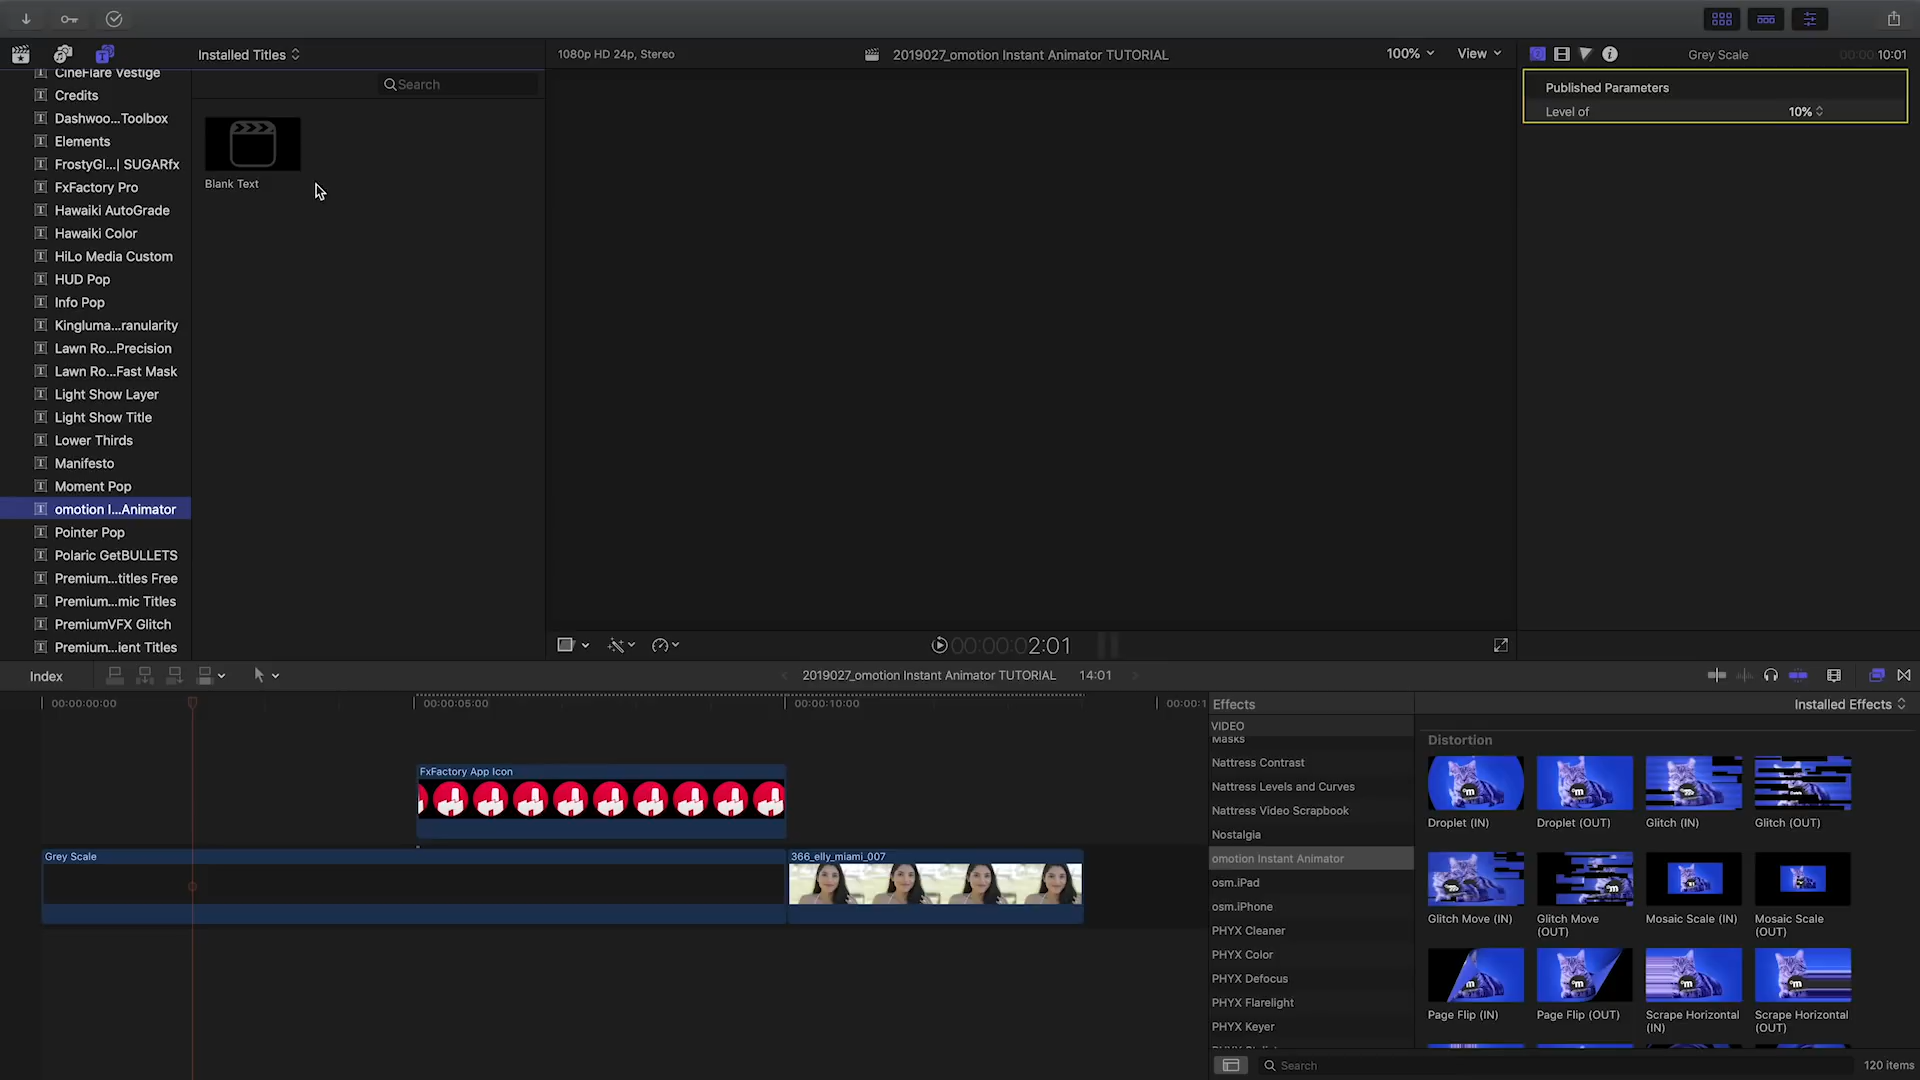 Installed Titles
1080p HD 24p, Stereo
2019027_omotion Instant Animator TUTORIAL
100%
View
Grey Scale
00:00:10:01
CineFlare Vestige
Credits
Dashwoo...Toolbox
Elements
FrostyGl...| SUGARfx
FxFactory Pro
Hawaiki AutoGrade
Hawaiki Color
HiLo Media Custom
HUD Pop
Info Pop
Kingluma...ranularity
Lawn Ro...Precision
Lawn Ro...Fast Mask
Light Show Layer
Light Show Title
Lower Thirds
Manifesto
Moment Pop
omotion I...Animator
Pointer Pop
Polaric GetBULLETS
Premium...titles Free
Premium...mic Titles
PremiumVFX Glitch
Premium...ient Titles
Search
Blank Text
Published Parameters
Level of
10%
00:00:02:01
Index
2019027_omotion Instant Animator TUTORIAL
14:01
00:00:00:00
00:00:05:00
00:00:10:00
00:00:1
FxFactory App Icon
Grey Scale
366_elly_miami_007
Effects
VIDEO
Masks
Nattress Contrast
Nattress Levels and Curves
Nattress Video Scrapbook
Nostalgia
omotion Instant Animator
osm.iPad
osm.iPhone
PHYX Cleaner
PHYX Color
PHYX Defocus
PHYX Flarelight
PHYX Keyer
Installed Effects
Distortion
Droplet (IN)
Droplet (OUT)
Glitch (IN)
Glitch (OUT)
Glitch Move (IN)
Glitch Move
(OUT)
Mosaic Scale (IN)
Mosaic Scale
(OUT)
Page Flip (IN)
Page Flip (OUT)
Scrape Horizontal
(IN)
Scrape Horizontal
(OUT)
Search
120 items